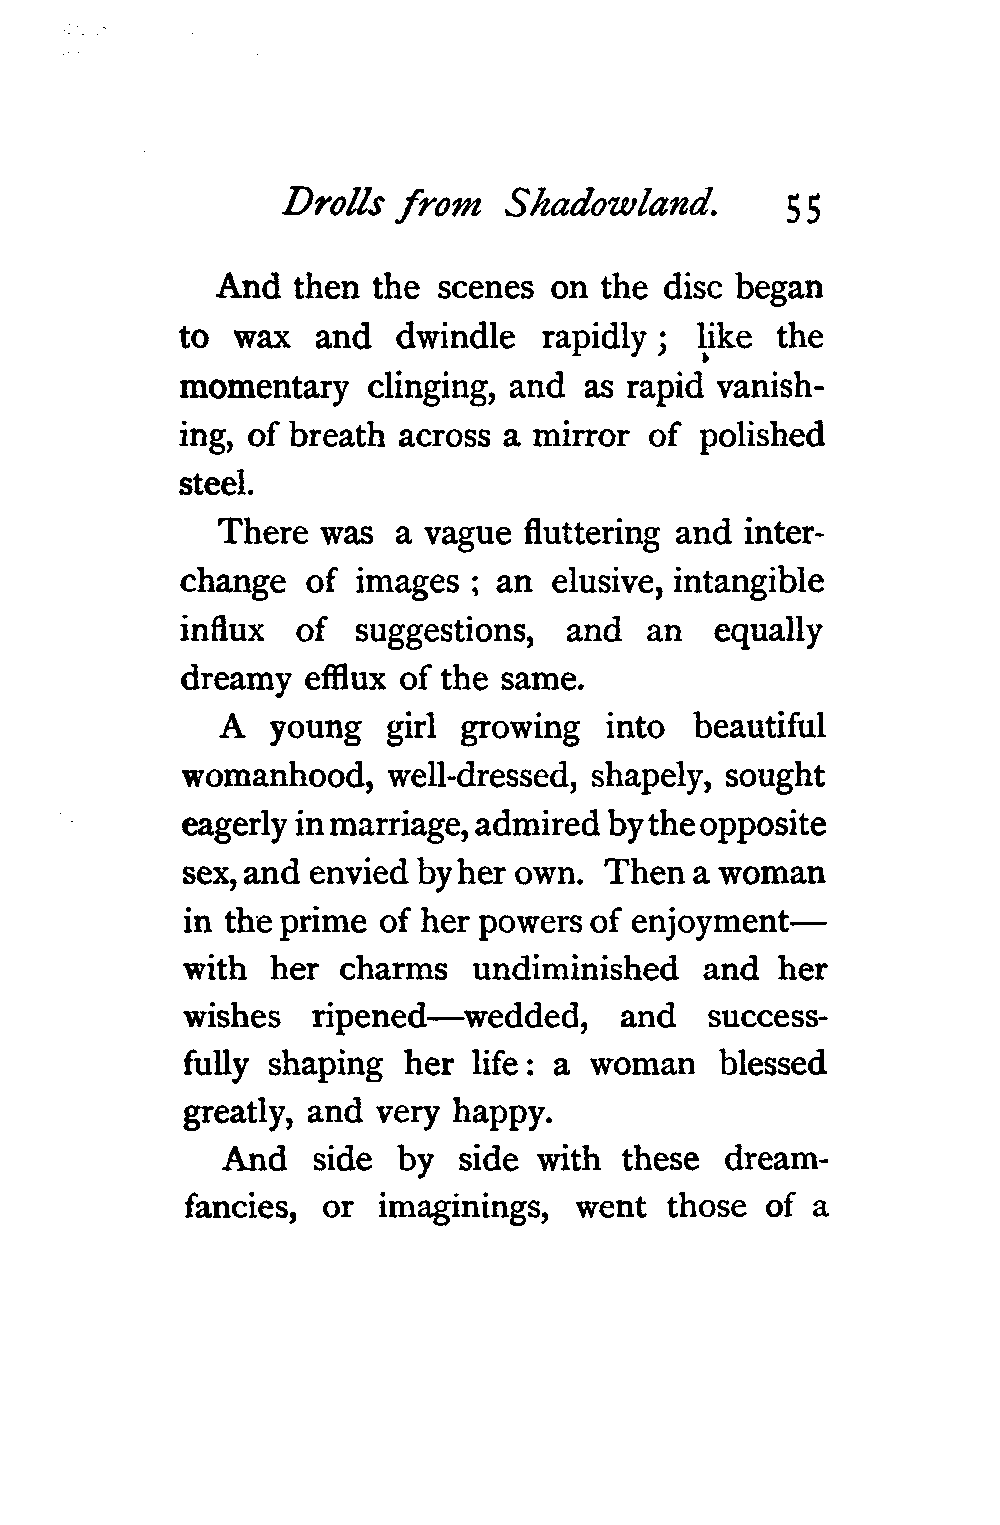 Drolls from Shadowland. 55
And then the scenes on the disc began
to wax and dwindle rapidly ; like the
momentary clinging, and as rapid vanish-
ing, of breath across a mirror of polished
steel.
There was a vague fluttering and inter-
change of images ; an elusive, intangible
influx of suggestions, and an equally
dreamy efflux of the same.
A young girl growing into beautiful
womanhood, well-dressed, shapely, sought
eagerly in marriage, admired by the opposite
sex, and envied by her own. Then a woman
in the prime of her powers of enjoyment—
with her charms undiminished and her
wishes ripened—wedded, and success-
fully shaping her life : a woman blessed
greatly, and very happy.
And side by side with these dream-
fancies, or imaginings, went those of a